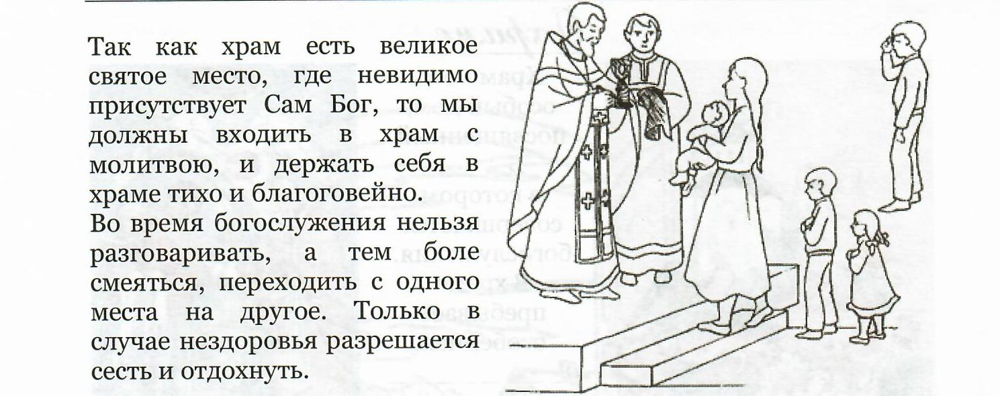 Так как храм есть великое
святое место, где невидимо
присутствует Сам Бог, то мы
должны входить в храм с
молитвою, и держать себя в
храме тихо и благоговейно.
Во время богослужения нельзя
разговаривать, а тем боле
смеяться, переходить с одного
места на другое. Только в
случае нездоровья разрешается
сесть и отдохнуть.